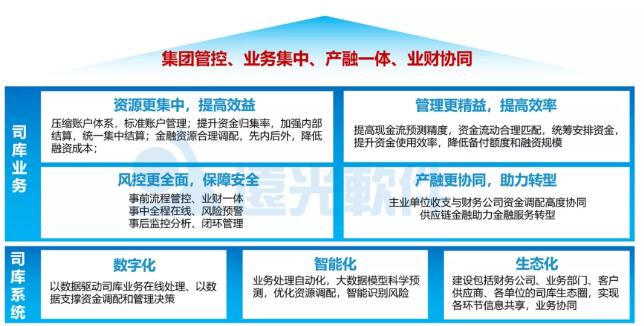 集团管控、业务集中、产融一体、业财协同
司库业务
资源更集中，提高效益
压缩账户体系，标准账户管理；提升资金归集率，加强内部
结算，统一集中结算；金融资源合理调配，先内后外，降低
融资成本；
管理更精益，提高效率
提高现金流预测精度，资金流动合理匹配，统筹安排资金，
提升资金使用效率，降低备付额度和融资规模
风控更全面，保障安全
事前流程管控、业财一体
事中全程在线、风险预警
事后监控分析、闭环管理
产融更协同，助力转型
主业单位收支与财务公司资金调配高度协同
供应链金融助力金融服务转型
司库系统
数字化
以数据驱动司库业务在线处理、以数
据支撑资金调配和管理决策
智能化
业务处理自动化，大数据模型科学预
测，优化资源调配，智能识别风险
生态化
建设包括财务公司、业务部门、客户
供应商、各单位的司库生态圈，实现
各环节信息共享，业务协同
遠光軟件